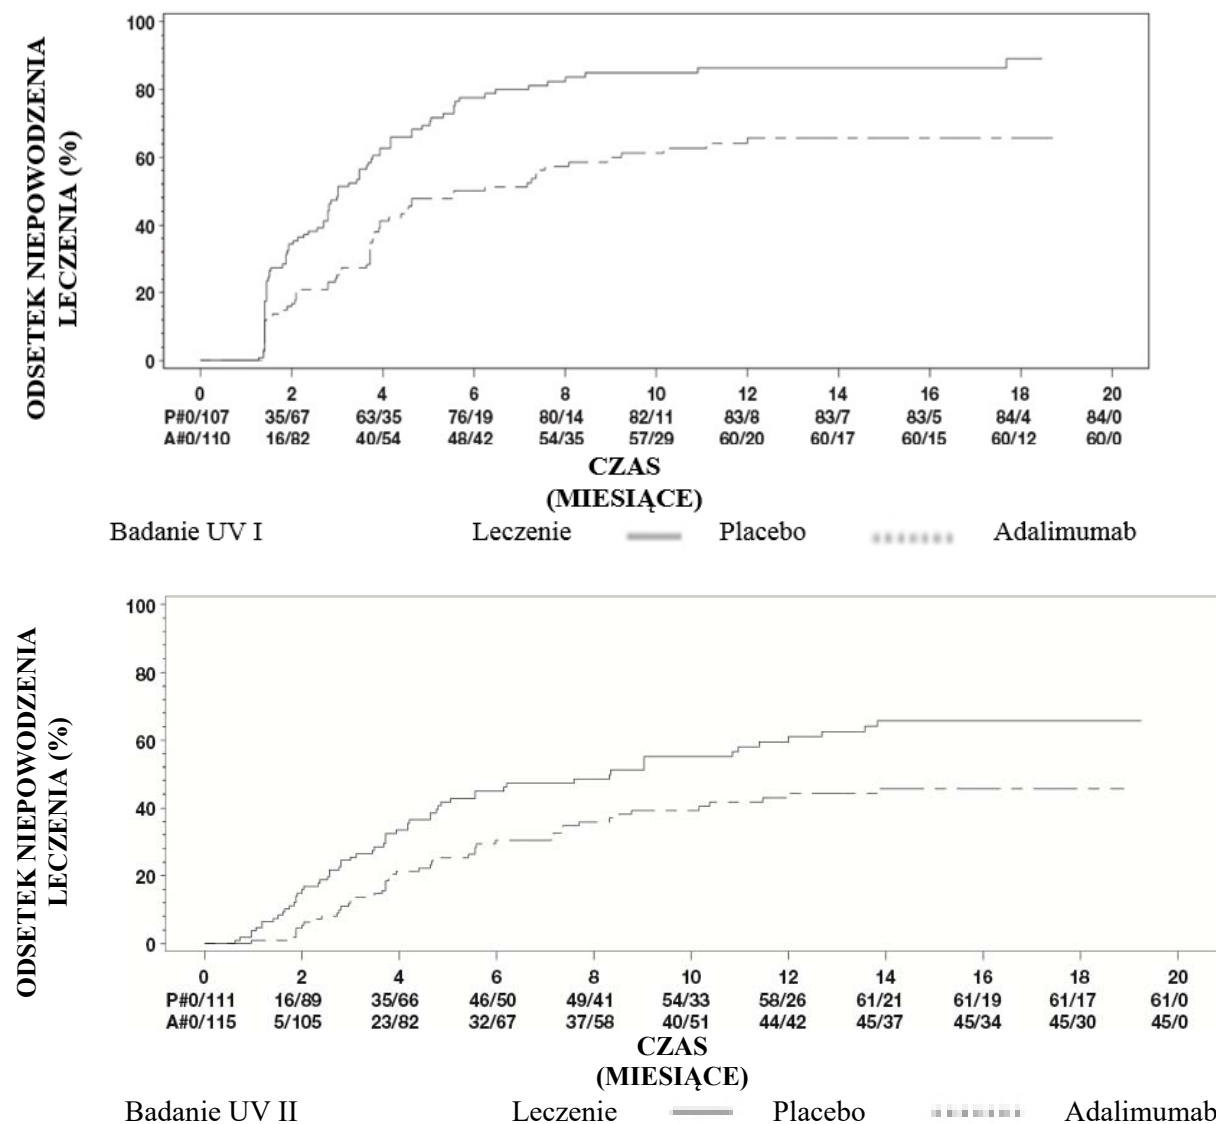 ODSETEK NIEPOWODZENIA
LECZENIA (%)
100
80
60
40
20
0
0 2 4 6 8 10 12 14 16 18 20
P#0/107 35/67 63/35 76/19 80/14 82/11 83/8 83/7 83/5 84/4 84/0
A#0/110 16/82 40/54 48/42 54/35 57/29 60/20 60/17 60/15 60/12 60/0
CZAS
(MIESIĄCE)
Badanie UV I Leczenie Placebo Adalimumab
ODSETEK NIEPOWODZENIA
LECZENIA (%)
100
80
60
40
20
0
0 2 4 6 8 10 12 14 16 18 20
P#0/111 16/89 35/66 46/50 49/41 54/33 58/26 61/21 61/19 61/17 61/0
A#0/115 5/105 23/82 32/67 37/58 40/51 44/42 45/37 45/34 45/30 45/0
CZAS
(MIESIĄCE)
Badanie UV II Leczenie Placebo Adalimumab